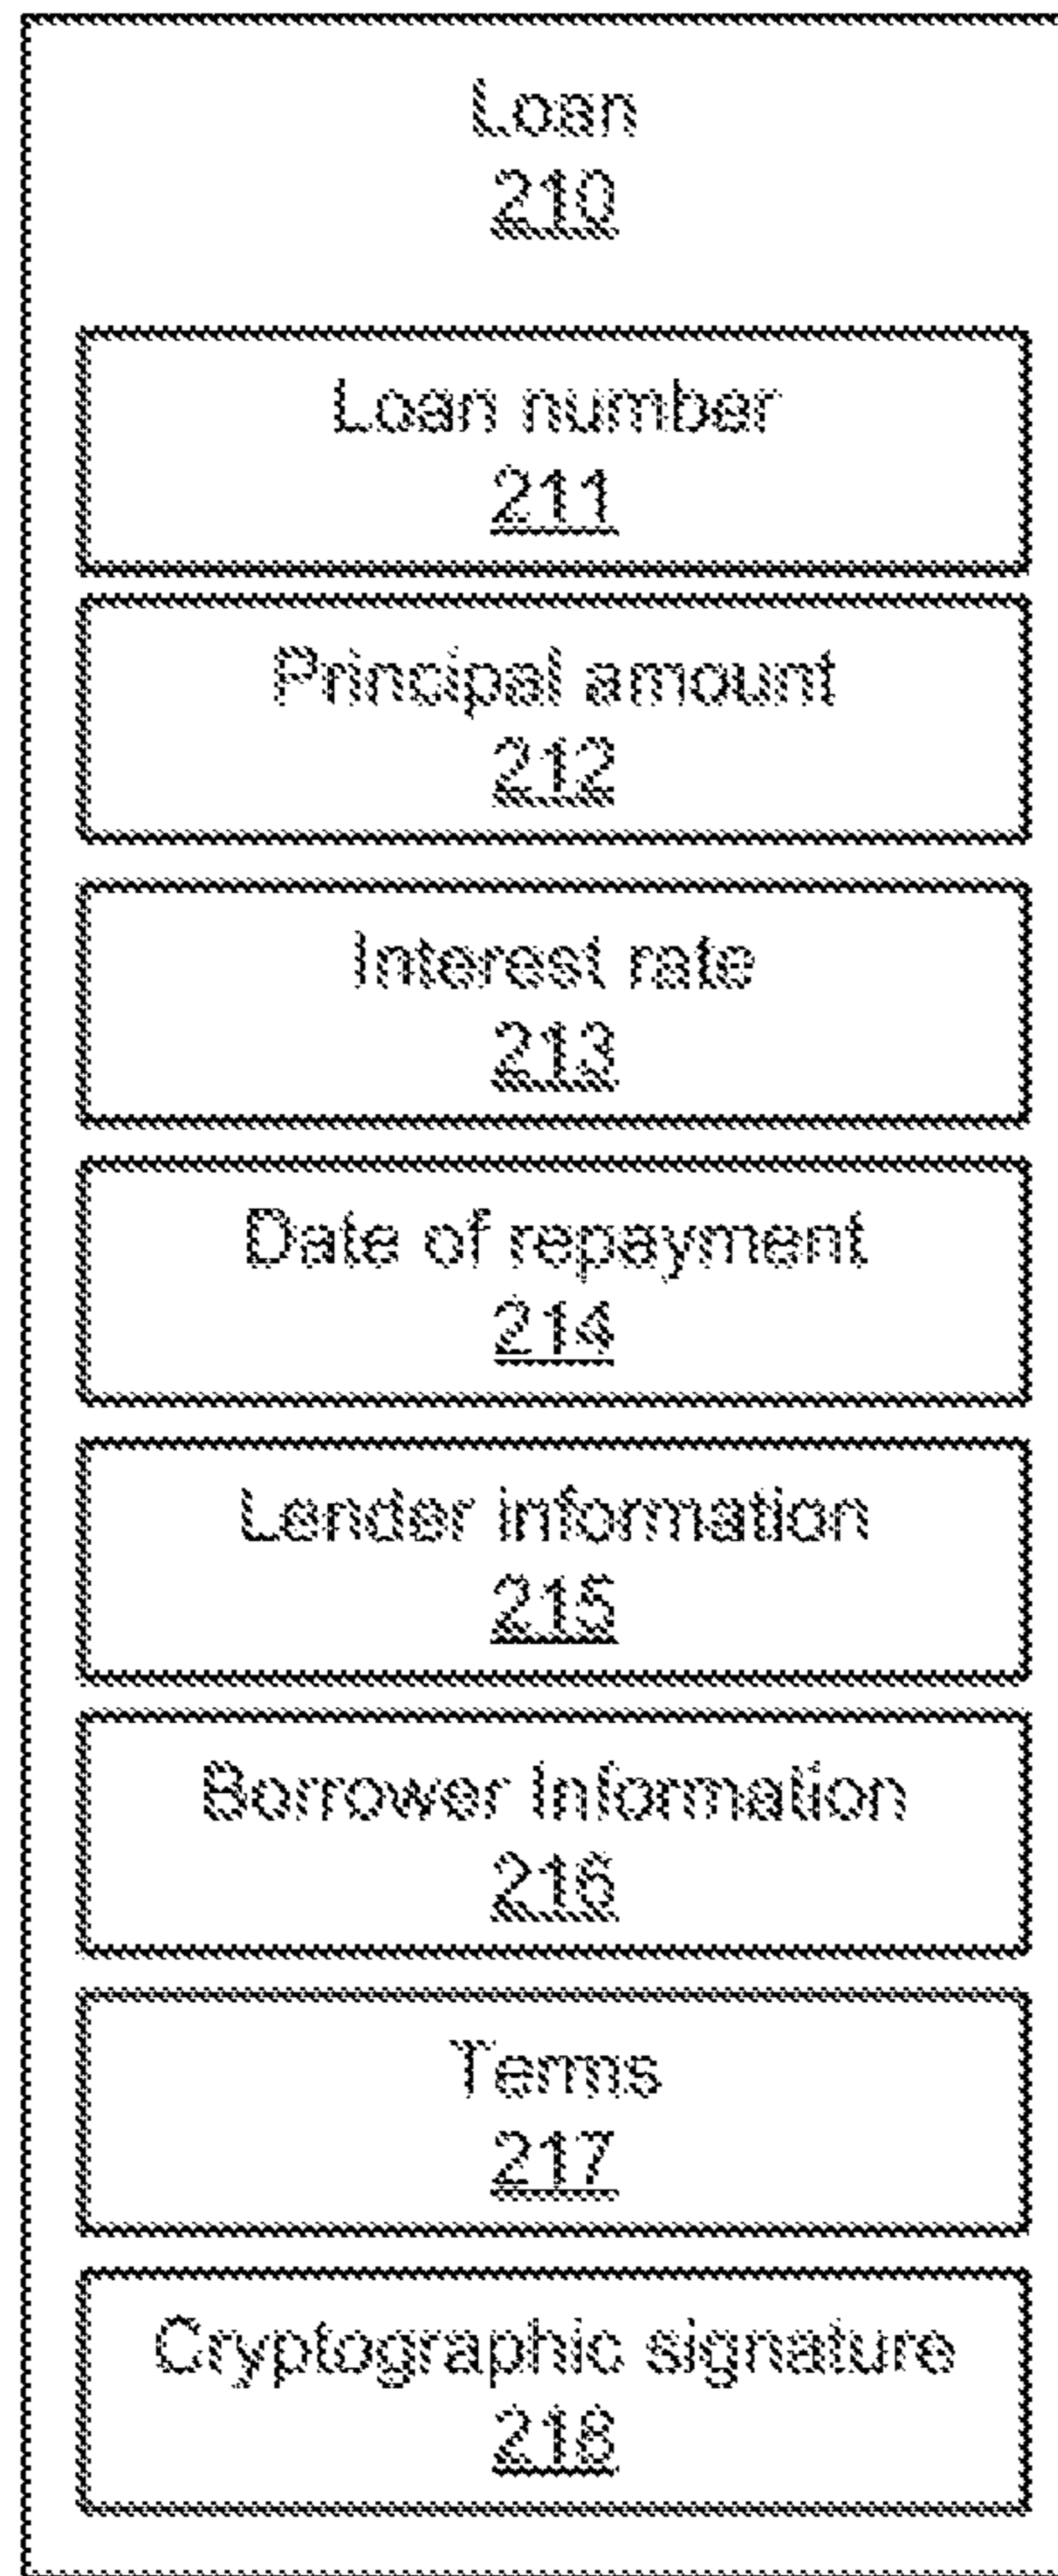 Loan
210
Loan number
211
Principal amount
212
Interest rate
213
Date of repayment
214
Lender information
215
Borrower Information
216
Terms
217
Cryptographic signature
218